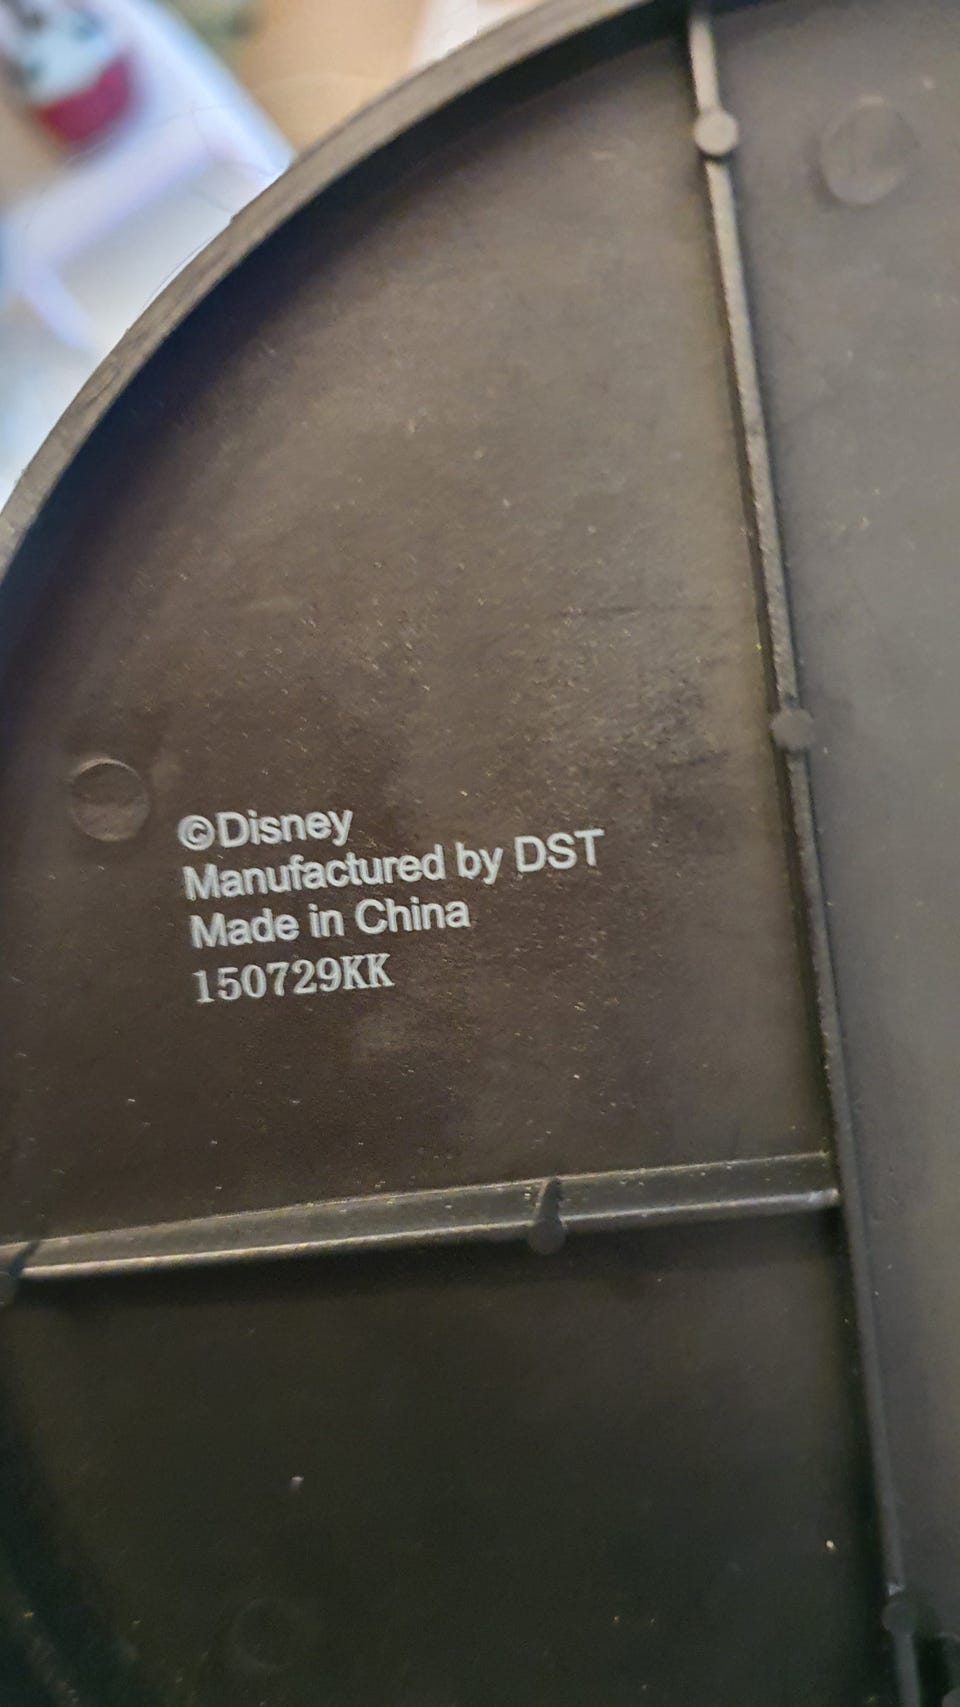 ©Disney
Manufactured by DST
Made in China
150729KK